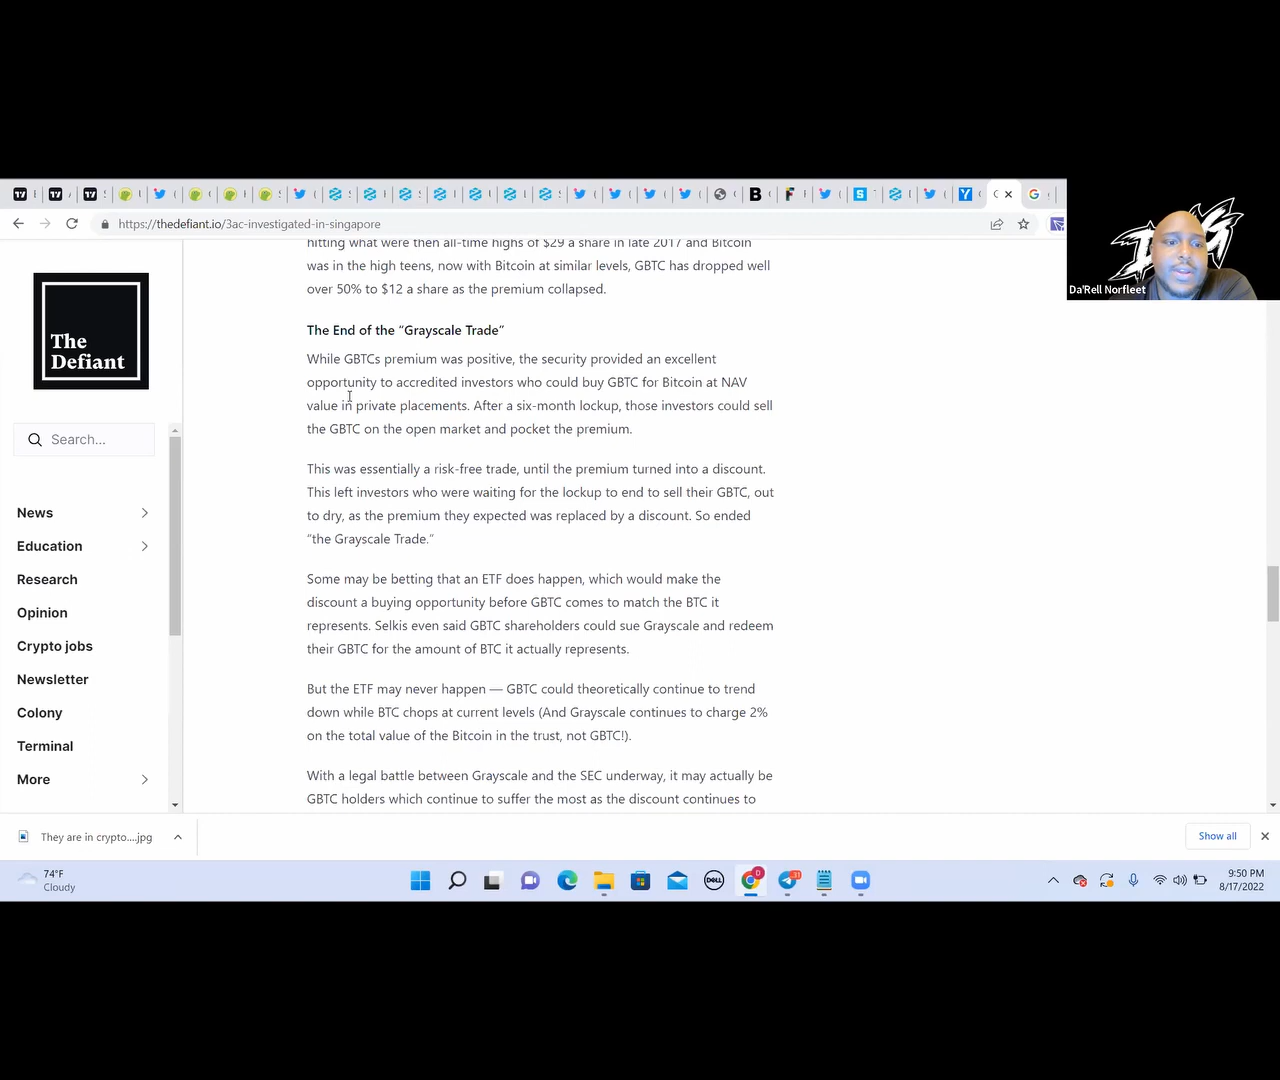 https://thedefiant.io/3ac-investigated-in-singapore
Da'Rell Norfleet
The
Defiant
Search...
News
Education
Research
Opinion
Crypto jobs
Newsletter
Colony
Terminal
More
hitting what were then all-time highs of $29 a share in late 2017 and Bitcoin
was in the high teens, now with Bitcoin at similar levels, GBTC has dropped well
over 50% to $12 a share as the premium collapsed.
The End of the “Grayscale Trade”
While GBTCs premium was positive, the security provided an excellent
opportunity to accredited investors who could buy GBTC for Bitcoin at NAV
value in private placements. After a six-month lockup, those investors could sell
the GBTC on the open market and pocket the premium.
This was essentially a risk-free trade, until the premium turned into a discount.
This left investors who were waiting for the lockup to end to sell their GBTC, out
to dry, as the premium they expected was replaced by a discount. So ended
“the Grayscale Trade.”
Some may be betting that an ETF does happen, which would make the
discount a buying opportunity before GBTC comes to match the BTC it
represents. Selkis even said GBTC shareholders could sue Grayscale and redeem
their GBTC for the amount of BTC it actually represents.
But the ETF may never happen — GBTC could theoretically continue to trend
down while BTC chops at current levels (And Grayscale continues to charge 2%
on the total value of the Bitcoin in the trust, not GBTC!).
With a legal battle between Grayscale and the SEC underway, it may actually be
GBTC holders which continue to suffer the most as the discount continues to
They are in crypto....jpg
Show all
74°F
Cloudy
DELL
D
31
9:50 PM
8/17/2022